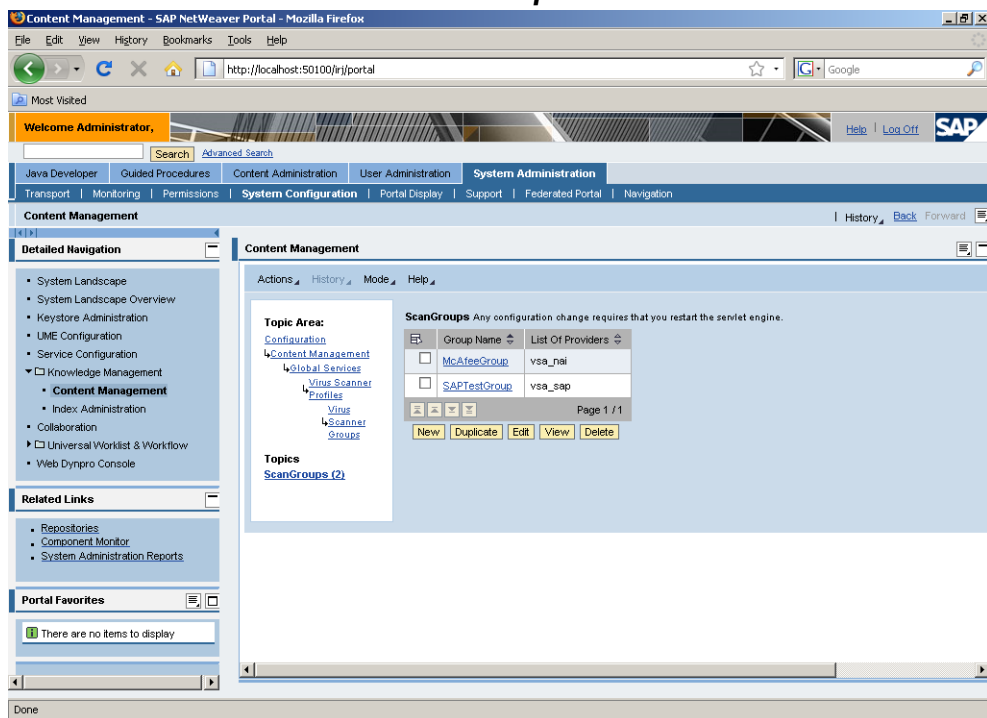 Content Management - SAP NetWeaver Portal - Mozilla Firefox
File Edit View History Bookmarks Tools Help
http://localhost:50100/irj/portal
Google
Most Visited
Welcome Administrator,
Help | Log Off
SAP
Search Advanced Search
Java Developer Guided Procedures Content Administration User Administration System Administration
Transport | Monitoring | Permissions | System Configuration | Portal Display | Support | Federated Portal | Navigation
Content Management
| History Back Forward
Detailed Navigation
System Landscape
System Landscape Overview
Keystore Administration
UME Configuration
Service Configuration
Knowledge Management
Content Management
Index Administration
Collaboration
Universal Worklist & Workflow
Web Dynpro Console
Related Links
Repositories
Component Monitor
System Administration Reports
Portal Favorites
There are no items to display
Content Management
Actions History Mode Help
Topic Area:
Configuration
Content Management
Global Services
Virus Scanner
Profiles
Virus
Scanner
Groups
Topics
ScanGroups (2)
ScanGroups Any configuration change requires that you restart the servlet engine.
Group Name List Of Providers
McAfeeGroup vsa_nai
SAPTestGroup vsa_sap
Page 1 / 1
New Duplicate Edit View Delete
Done